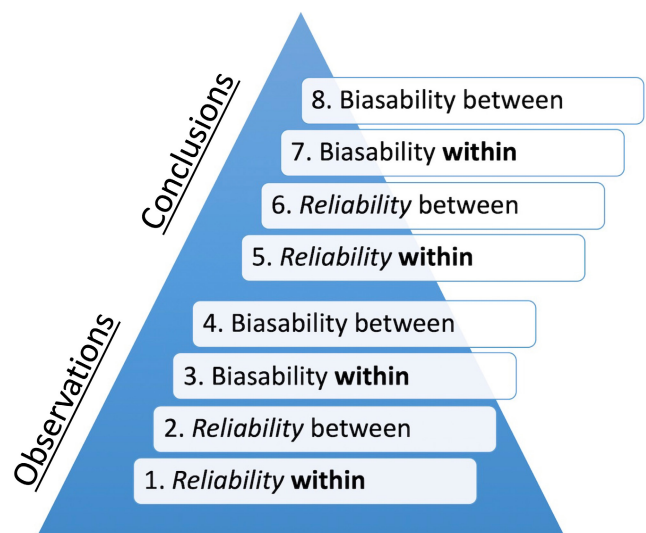 Conclusions
8. Biasability between
7. Biasability within
6. Reliability between
5. Reliability within
Observations
4. Biasability between
3. Biasability within
2. Reliability between
1. Reliability within